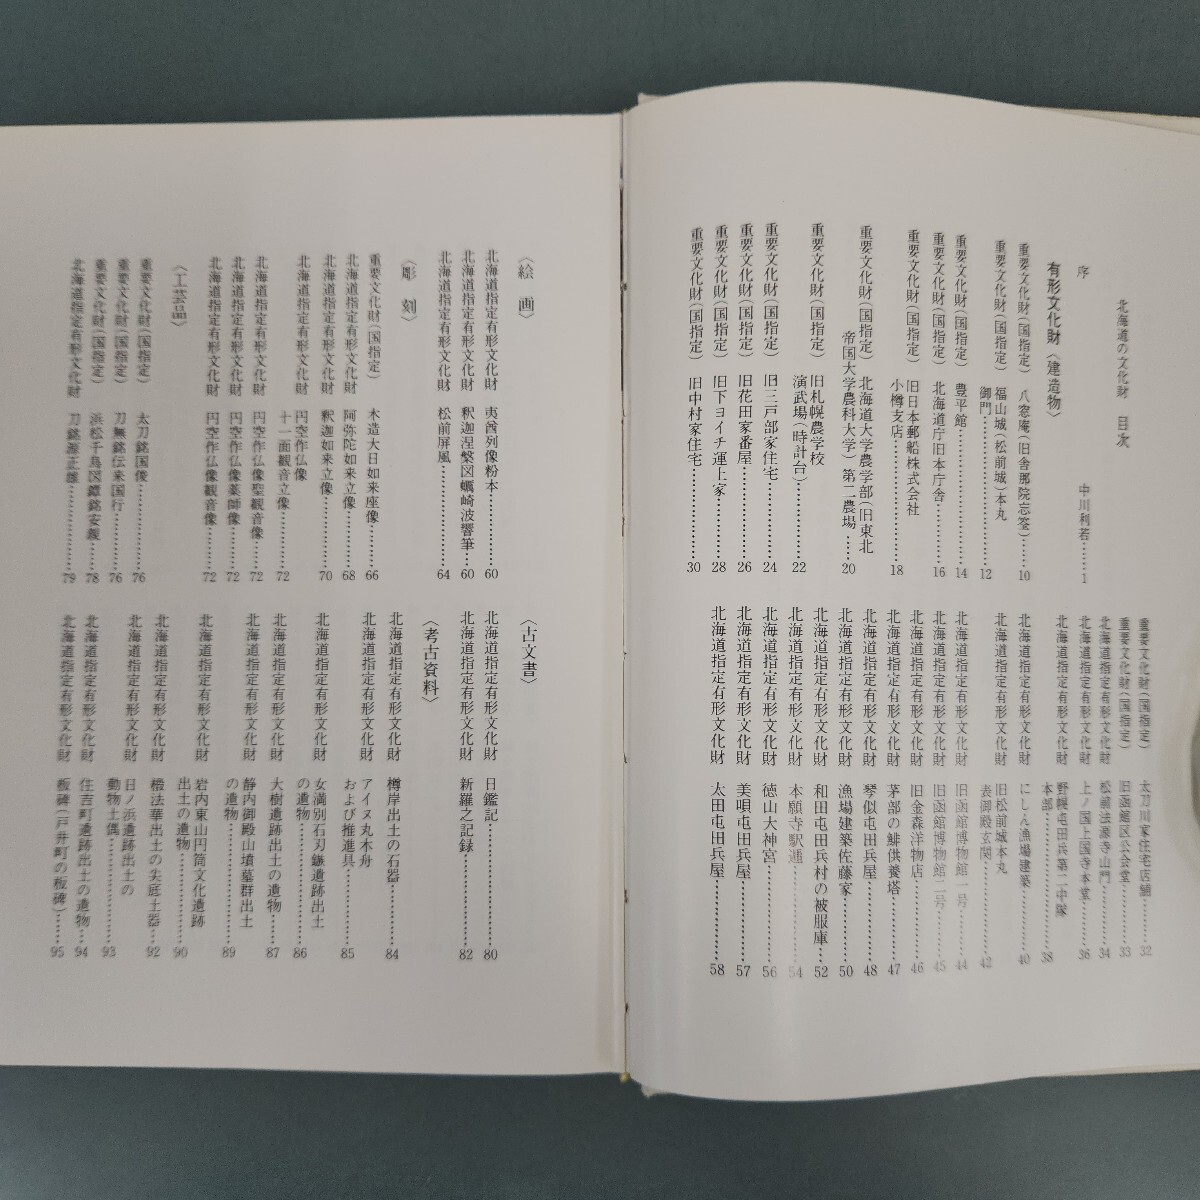 北海道の文化財　目次
序　中川利若……1
有形文化財〈建造物〉
重要文化財(国指定)　八窓庵(旧舎那院忘筌)……10
重要文化財(国指定)　福山城(松前城)本丸
御門……………12
重要文化財(国指定)　豊平館……………14
重要文化財(国指定)　北海道庁旧本庁舎………16
重要文化財(国指定)　旧日本郵船株式会社
小樽支店……………18
重要文化財(国指定)　北海道大学農学部(旧東北
帝国大学農科大学)第二農場……20
重要文化財(国指定)　旧札幌農学校
演武場(時計台)………22
重要文化財(国指定)　旧三戸部家住宅………24
重要文化財(国指定)　旧花田家番屋…………26
重要文化財(国指定)　旧下ヨイチ運上家……28
重要文化財(国指定)　旧中村家住宅…………30
重要文化財(国指定)　太刀川家住宅店舗………32
重要文化財(国指定)　旧函館区公会堂………33
北海道指定有形文化財　松前法源寺山門………34
北海道指定有形文化財　上ノ国上国寺本堂……36
北海道指定有形文化財　野幌屯田兵第二中隊
本部……………38
北海道指定有形文化財　にしん漁場建築………40
北海道指定有形文化財　旧松前城本丸
表御殿玄関…………42
北海道指定有形文化財　旧函館博物館一号……44
北海道指定有形文化財　旧函館博物館二号……45
北海道指定有形文化財　旧金森洋物店………46
北海道指定有形文化財　茅部の鯡供養塔………47
北海道指定有形文化財　琴似屯田兵屋…………48
北海道指定有形文化財　漁場建築佐藤家………50
北海道指定有形文化財　和田屯田兵村の被服庫……52
北海道指定有形文化財　本願寺駅逓…………54
北海道指定有形文化財　徳山大神宮…………56
北海道指定有形文化財　美唄屯田兵屋…………57
北海道指定有形文化財　太田屯田兵屋…………58
〈絵　画〉
北海道指定有形文化財　夷酋列像粉本…………60
北海道指定有形文化財　釈迦涅槃図蠣崎波響筆……60
北海道指定有形文化財　松前屏風……………64
〈彫　刻〉
重要文化財(国指定)　木造大日如来座像………66
北海道指定有形文化財　阿弥陀如来立像………68
北海道指定有形文化財　釈迦如来立像…………70
北海道指定有形文化財　円空作仏像
十一面観音立像………72
北海道指定有形文化財　円空作仏像聖観音像……72
北海道指定有形文化財　円空作仏像薬師像……72
北海道指定有形文化財　円空作仏像観音像……72
〈工芸品〉
重要文化財(国指定)　太刀銘国俊…………76
重要文化財(国指定)　刀無銘伝来国行………76
重要文化財(国指定)　浜松千鳥図鐔銘安親……78
北海道指定有形文化財　刀銘源正雄…………79
〈古文書〉
北海道指定有形文化財　日鑑記……………80
北海道指定有形文化財　新羅之記録…………82
〈考古資料〉
北海道指定有形文化財　樽岸出土の石器………84
北海道指定有形文化財　アイヌ丸木舟
および推進具…………85
北海道指定有形文化財　女満別石刃鏃遺跡出土
の遺物……………86
北海道指定有形文化財　大樹遺跡出土の遺物……87
北海道指定有形文化財　静内御殿山墳墓群出土
の遺物……………89
北海道指定有形文化財　岩内東山円筒文化遺跡
出土の遺物…………90
北海道指定有形文化財　椴法華出土の尖底土器……92
北海道指定有形文化財　日ノ浜遺跡出土の
動物土偶……………93
北海道指定有形文化財　住吉町遺跡出土の遺物……94
北海道指定有形文化財　板碑(戸井町の板碑)……95